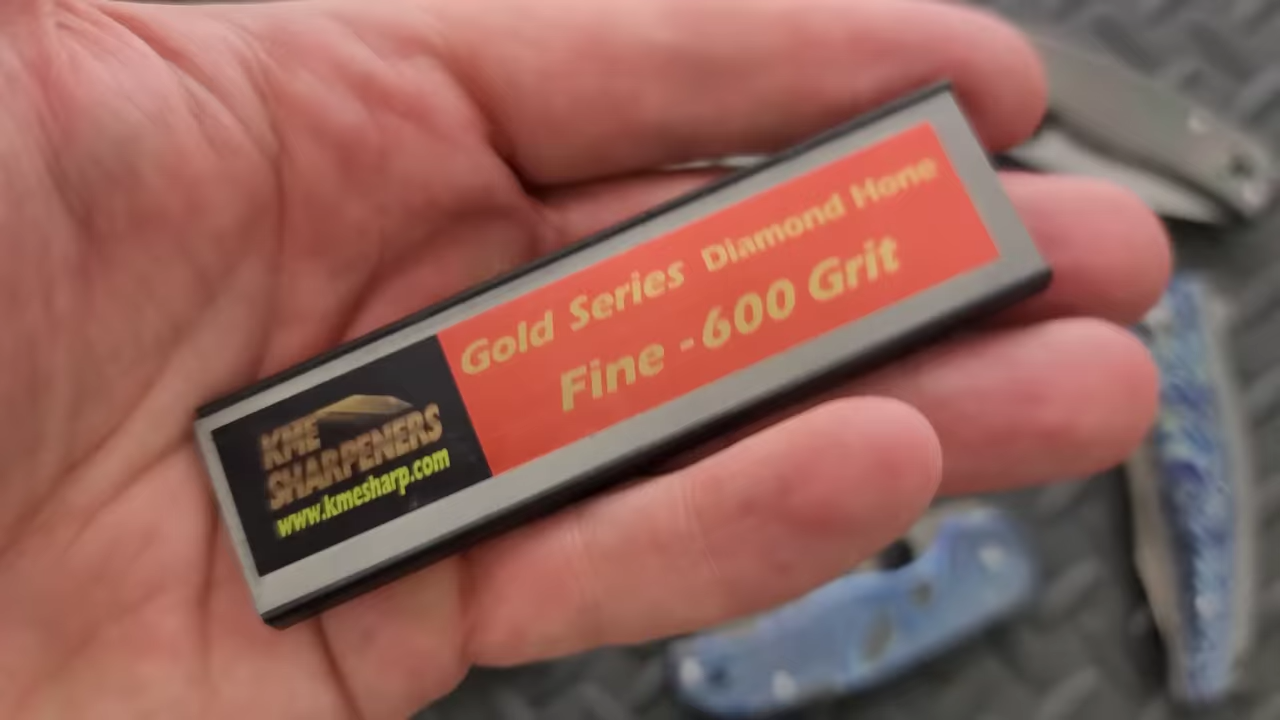 KME
SHARPENERS
www.kmesharp.com
Gold Series Diamond Hone
Fine - 600 Grit